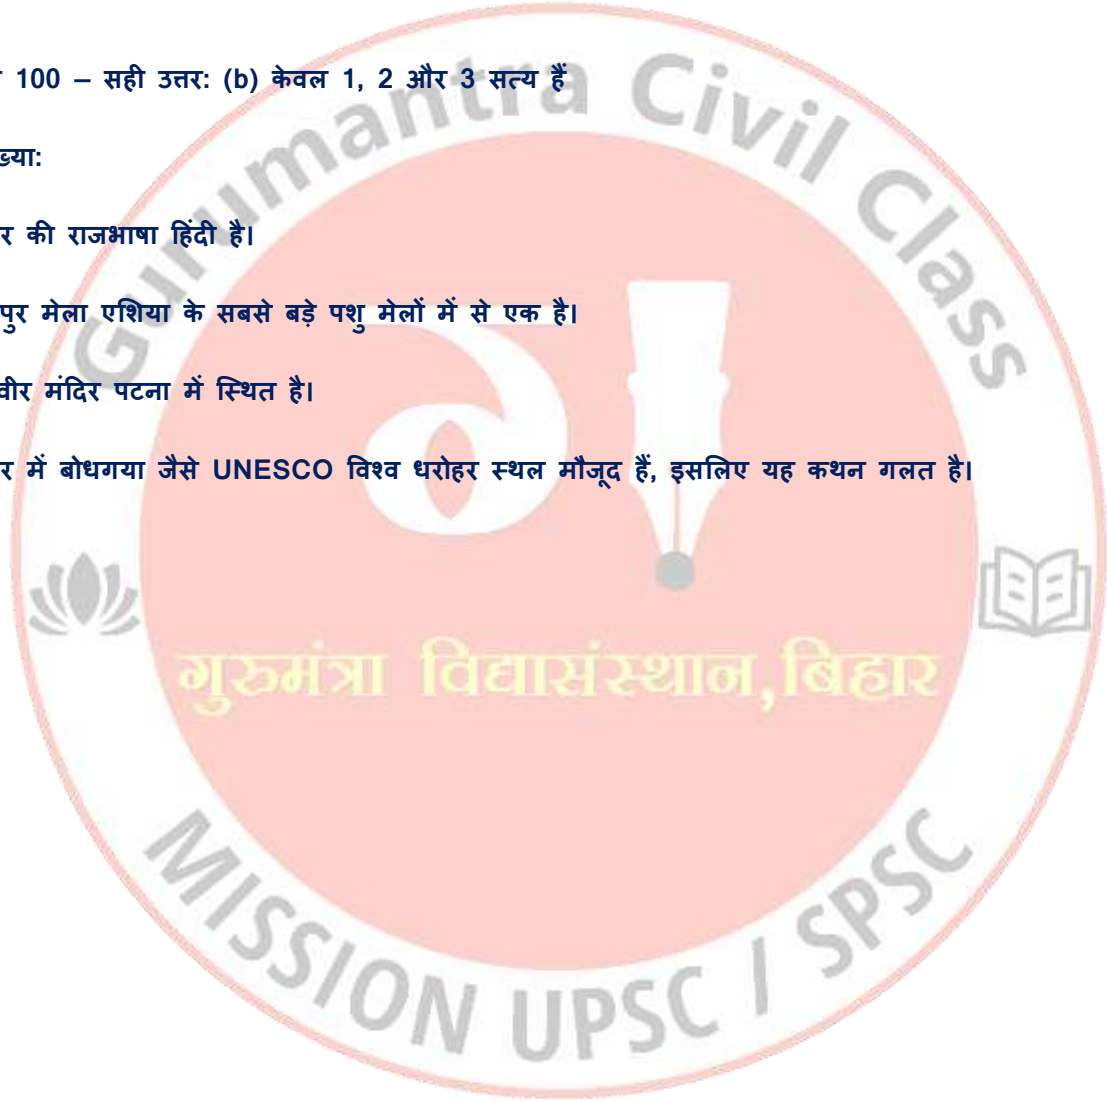 100 – सही उत्तर: (b) केवल 1, 2 और 3 सत्य हैं
ख्या:
र की राजभाषा हिंदी है।
पुर मेला एशिया के सबसे बड़े पशु मेलों में से एक है।
वीर मंदिर पटना में स्थित है।
र में बोधगया जैसे UNESCO विश्व धरोहर स्थल मौजूद हैं, इसलिए यह कथन गलत है।
Gurumantra Civil Class
गुरुमंत्रा विद्यासंस्थान,बिहार
MISSION UPSC / SPSC